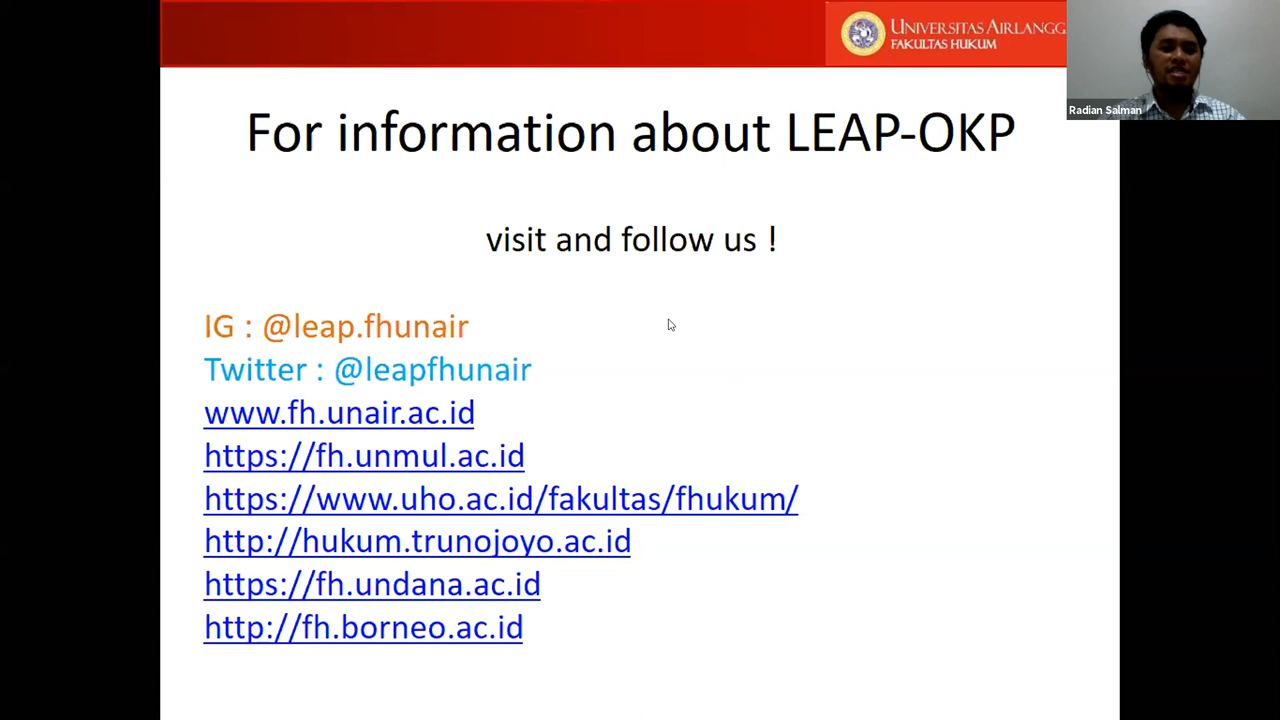 UNIVERSITAS AIRLANGG
FAKULTAS HUKUM
Radian Salman
For information about LEAP-OKP
visit and follow us !
IG : @leap.fhunair
Twitter : @leapfhunair
www.fh.unair.ac.id
https://fh.unmul.ac.id
https://www.uho.ac.id/fakultas/fhukum/
http://hukum.trunojoyo.ac.id
https://fh.undana.ac.id
http://fh.borneo.ac.id